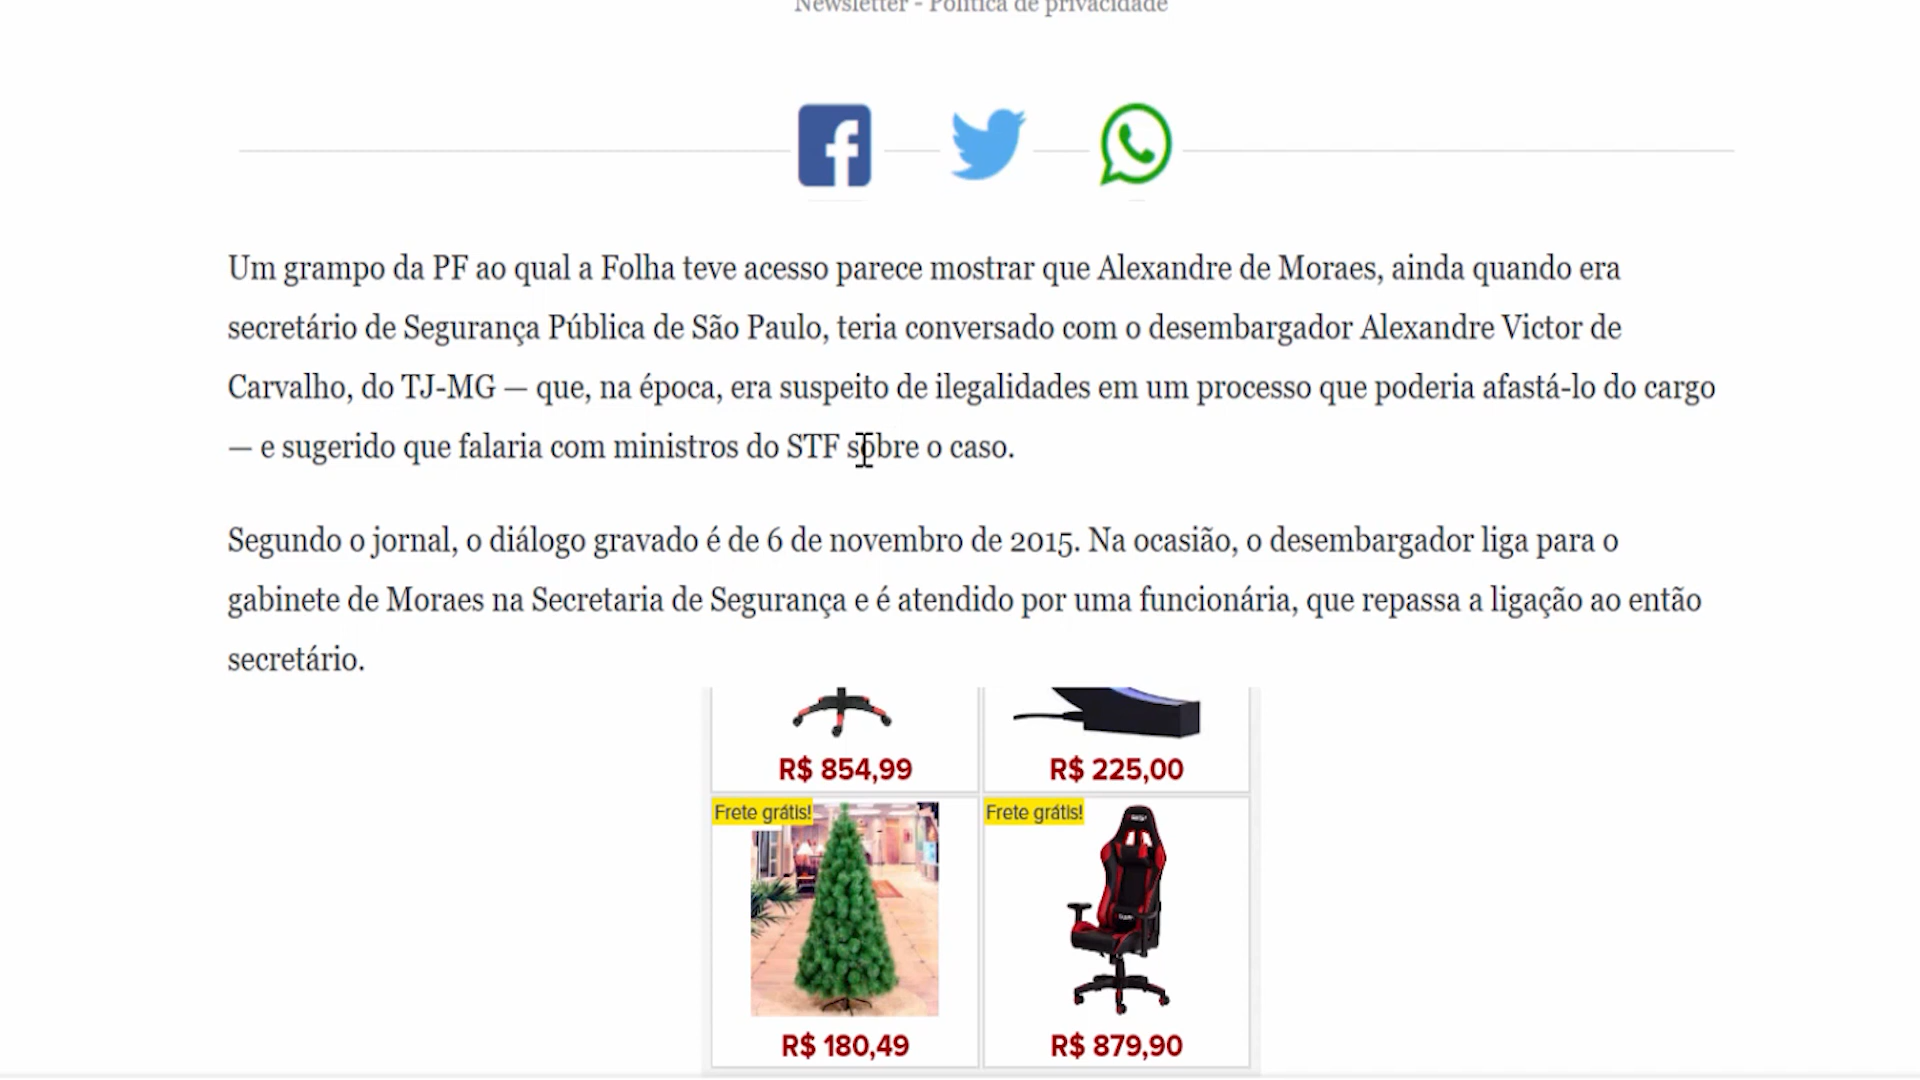 Newsletter - Política de privacidade
Um grampo da PF ao qual a Folha teve acesso parece mostrar que Alexandre de Moraes, ainda quando era
secretário de Segurança Pública de São Paulo, teria conversado com o desembargador Alexandre Victor de
Carvalho, do TJ-MG — que, na época, era suspeito de ilegalidades em um processo que poderia afastá-lo do cargo
— e sugerido que falaria com ministros do STF sobre o caso.
Segundo o jornal, o diálogo gravado é de 6 de novembro de 2015. Na ocasião, o desembargador liga para o
gabinete de Moraes na Secretaria de Segurança e é atendido por uma funcionária, que repassa a ligação ao então
secretário.
R$ 854,99
R$ 225,00
Frete grátis!
Frete grátis!
R$ 180,49
R$ 879,90